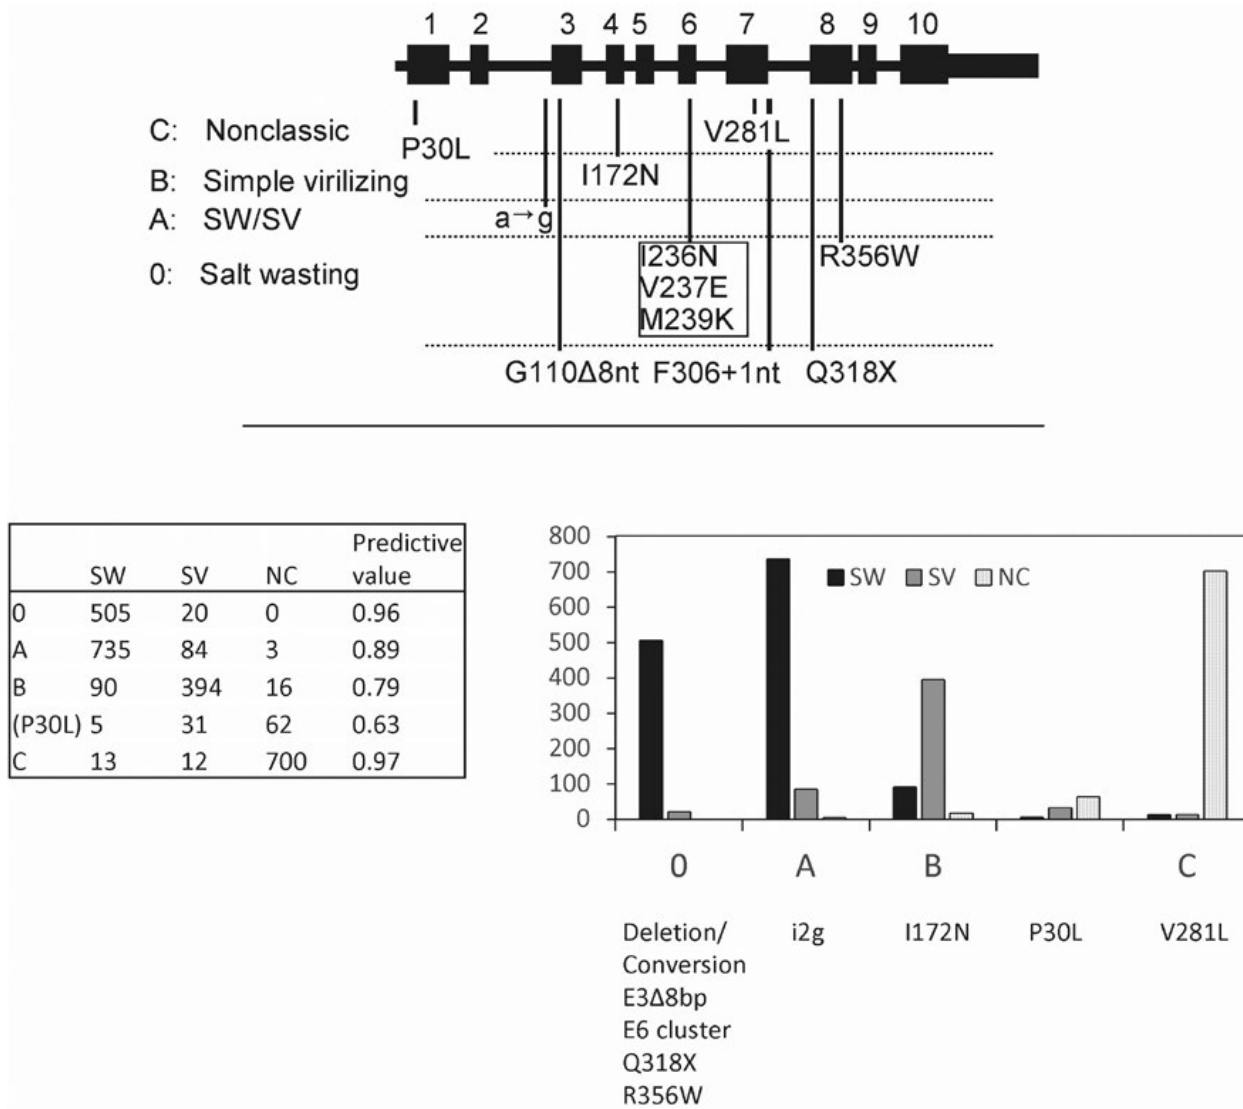 1 2 3 4 5 6 7 8 9 10
C: Nonclassic
P30L
V281L
I172N
B: Simple virilizing
A: SW/SV
a→g
I236N
V237E
M239K
R356W
0: Salt wasting
G110Δ8nt F306+1nt Q318X
Predictive
SW SV NC value
0 505 20 0 0.96
A 735 84 3 0.89
B 90 394 16 0.79
(P30L) 5 31 62 0.63
C 13 12 700 0.97
800
700
600
500
400
300
200
100
0
SW SV NC
0 A B C
Deletion/ i2g I172N P30L V281L
Conversion
E3Δ8bp
E6 cluster
Q318X
R356W